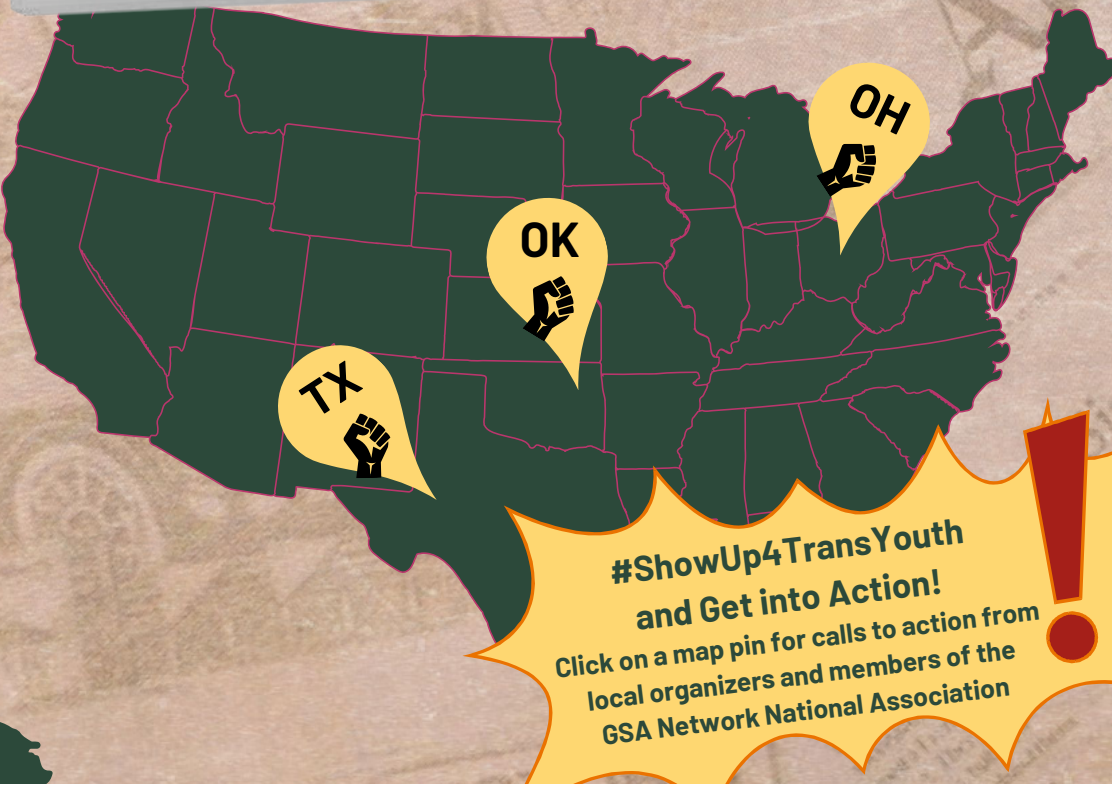 OH
OK
TX
#ShowUp4TransYouth
and Get into Action!
Click on a map pin for calls to action from
local organizers and members of the
GSA Network National Association